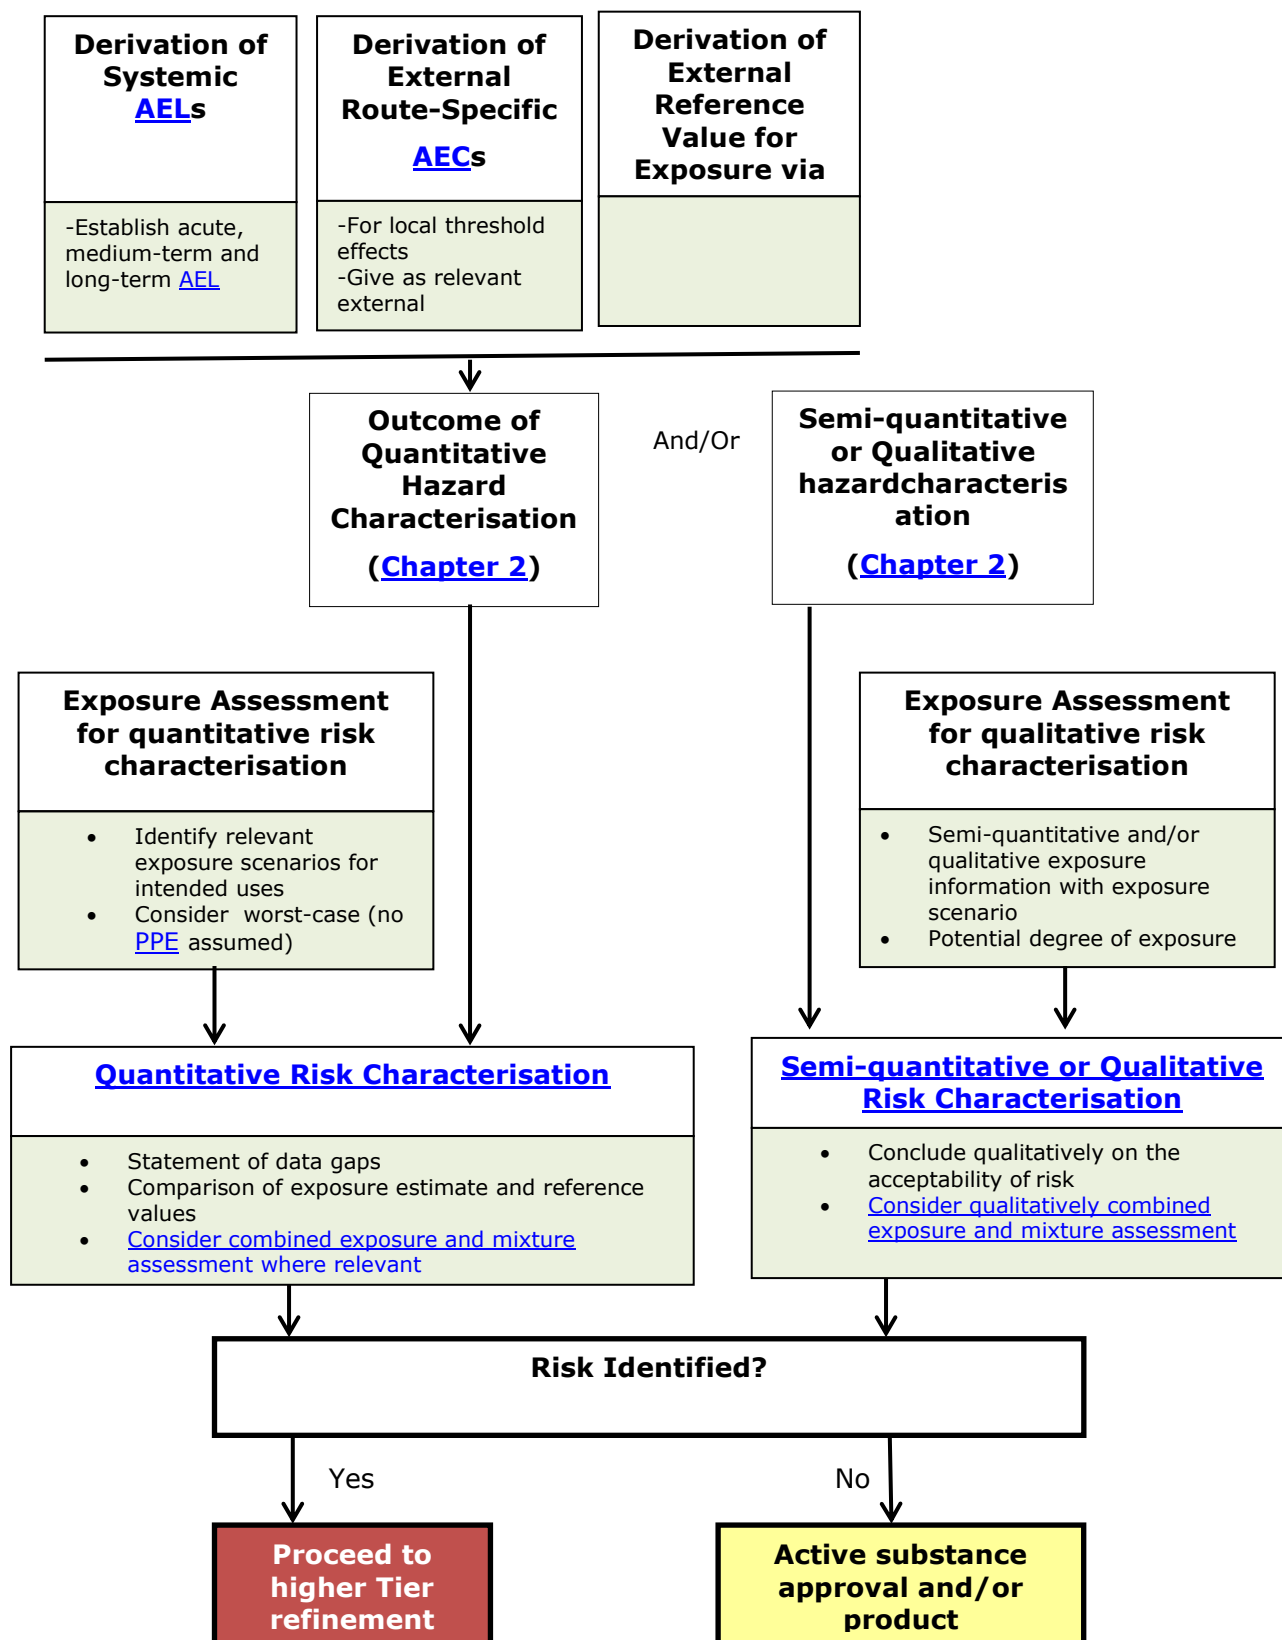 Derivation of
Systemic
AELs
-Establish acute,
medium-term and
long-term AEL
Derivation of
External
Route-Specific
AECs
-For local threshold
effects
-Give as relevant
external
Derivation of
External
Reference
Value for
Exposure via
Outcome of
Quantitative
Hazard
Characterisation
(Chapter 2)
And/Or
Semi-quantitative
or Qualitative
hazardcharacteris
ation
(Chapter 2)
Exposure Assessment
for quantitative risk
characterisation
• Identify relevant
exposure scenarios for
intended uses
• Consider worst-case (no
PPE assumed)
Exposure Assessment
for qualitative risk
characterisation
• Semi-quantitative and/or
qualitative exposure
information with exposure
scenario
• Potential degree of exposure
Quantitative Risk Characterisation
• Statement of data gaps
• Comparison of exposure estimate and reference
values
• Consider combined exposure and mixture
assessment where relevant
Semi-quantitative or Qualitative
Risk Characterisation
• Conclude qualitatively on the
acceptability of risk
• Consider qualitatively combined
exposure and mixture assessment
Risk Identified?
Yes
No
Proceed to
higher Tier
refinement
Active substance
approval and/or
product